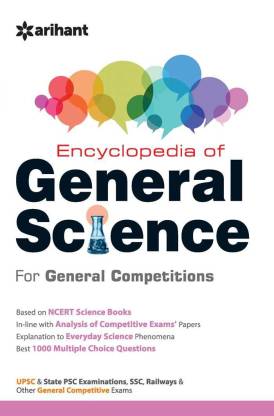 arihant
Encyclopedia of
General
Science
For General Competitions
Based on NCERT Science Books
In-line with Analysis of Competitive Exams' Papers
Explanation to Everyday Science Phenomena
Best 1000 Multiple Choice Questions
UPSC & State PSC Examinations, SSC, Railways &
Other General Competitive Exams